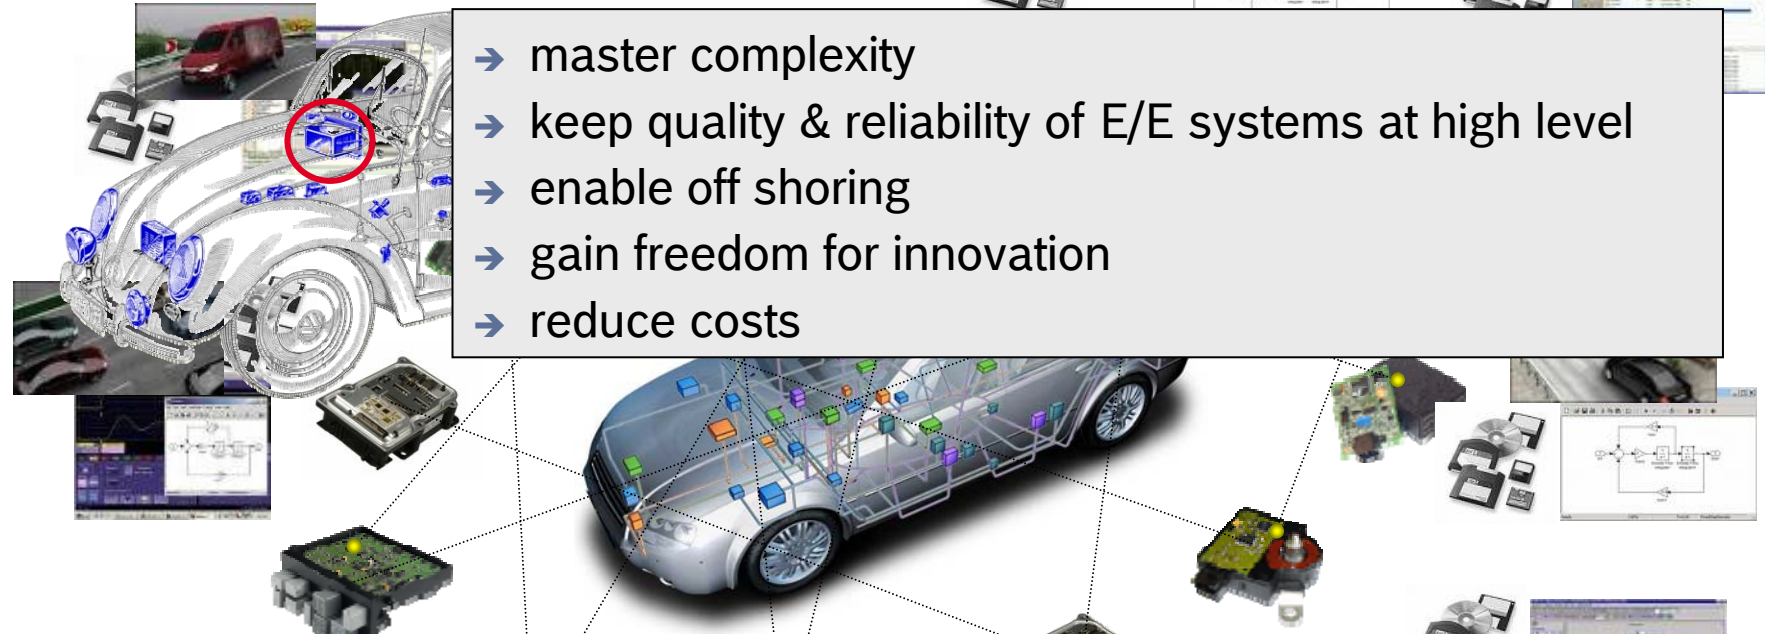 master complexity
keep quality & reliability of E/E systems at high level
enable off shoring
gain freedom for innovation
reduce costs